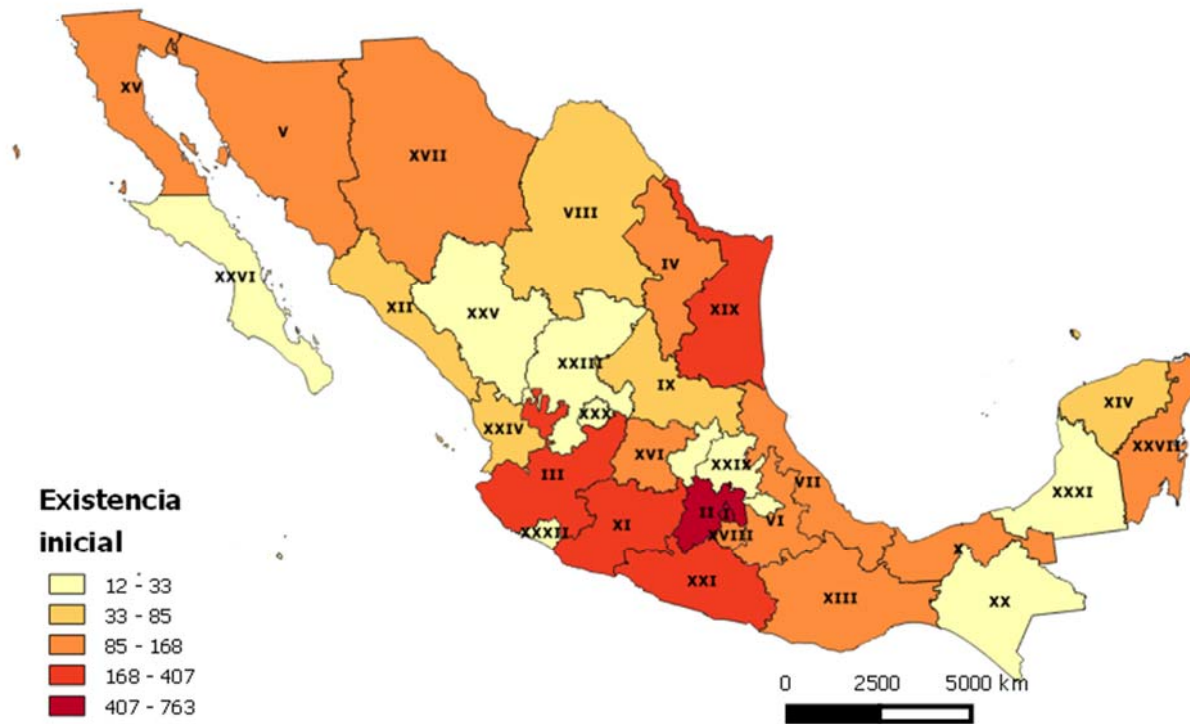 XV
V
XVII
VIII
IV
XXVI
XII
XXV
XIX
XXIII
IX
XXX
XXIV
XIV
XVI
XXIX
XXVII
III
VII
XXXI
II
I
VI
XI
XXXII
XVIII
X
XXI
XIII
XX
Existencia
inicial
12 - 33
33 - 85
85 - 168
168 - 407
407 - 763
0 2500 5000 km